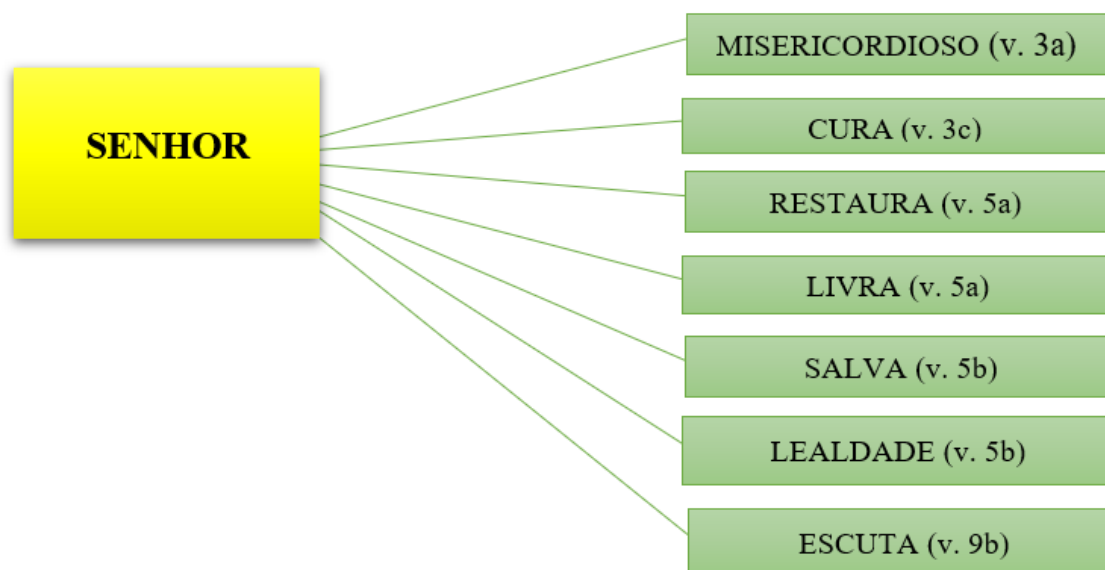 SENHOR
MISERICORDIOSO (v. 3a)
CURA (v. 3c)
RESTAURA (v. 5a)
LIVRA (v. 5a)
SALVA (v. 5b)
LEALDADE (v. 5b)
ESCUTA (v. 9b)